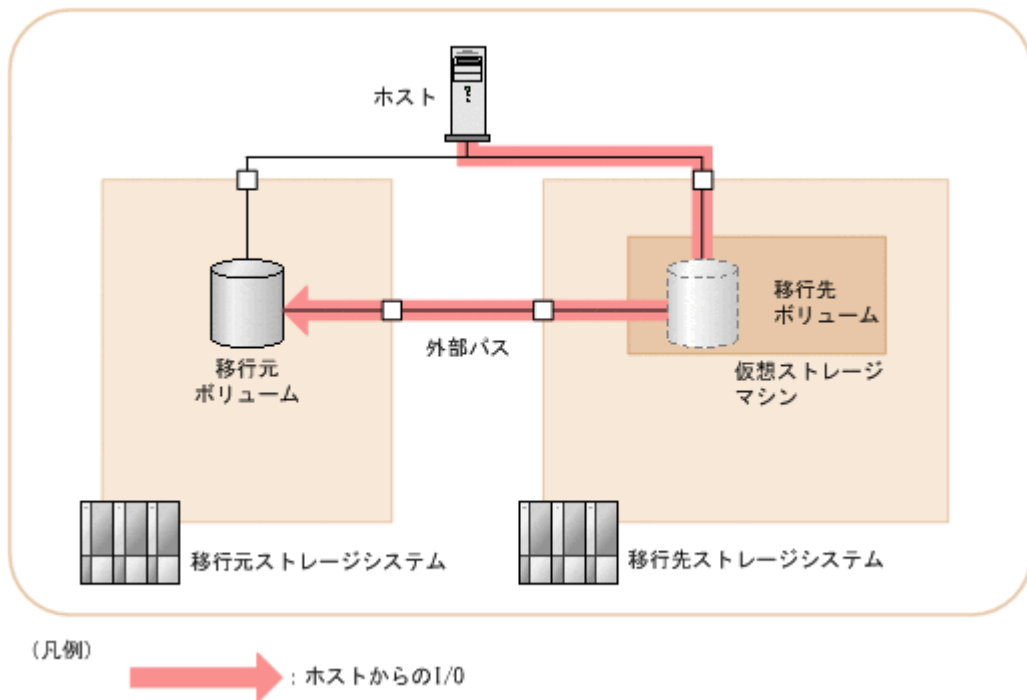 ホスト
移行先
ボリューム
外部パス
移行元
ボリューム
仮想ストレージ
マシン
移行元ストレージシステム
移行先ストレージシステム
(凡例)
: ホストからのI/O